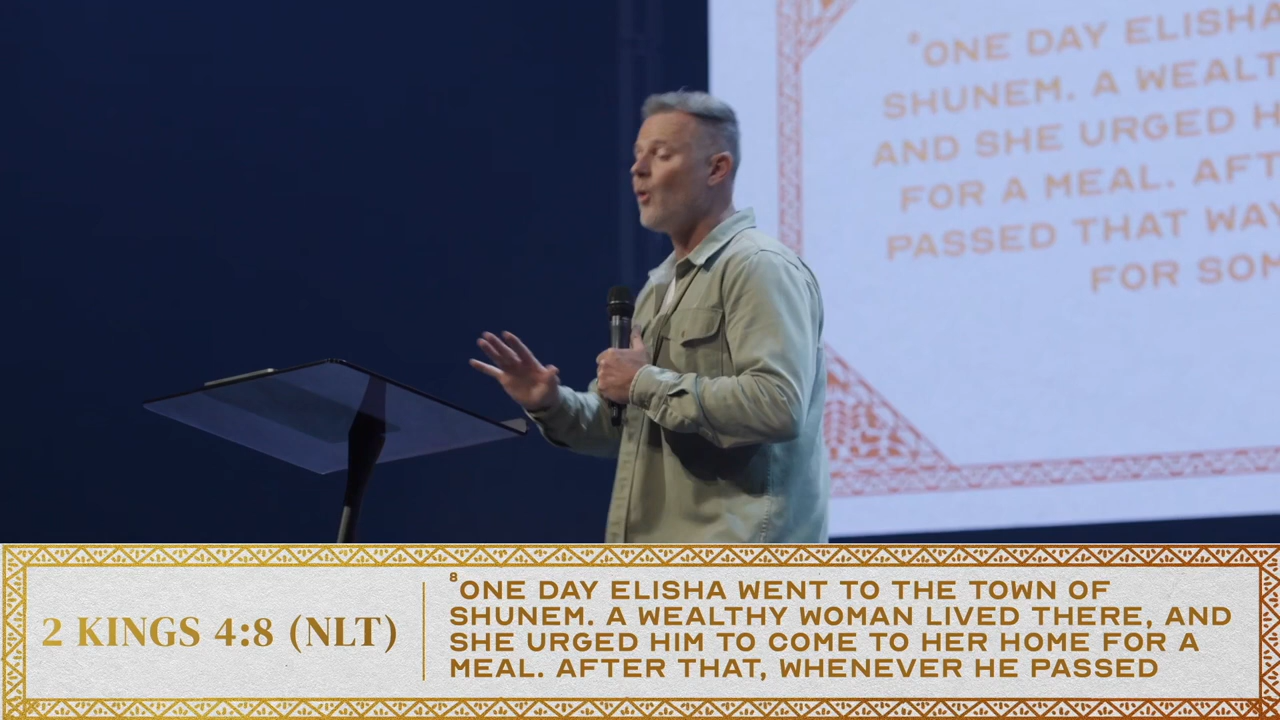 ⁸ONE DAY ELISHA
SHUNEM. A WEALT
AND SHE URGED H
FOR A MEAL. AFT
PASSED THAT WAY
FOR SOM
2 KINGS 4:8 (NLT)
⁸ONE DAY ELISHA WENT TO THE TOWN OF
SHUNEM. A WEALTHY WOMAN LIVED THERE, AND
SHE URGED HIM TO COME TO HER HOME FOR A
MEAL. AFTER THAT, WHENEVER HE PASSED